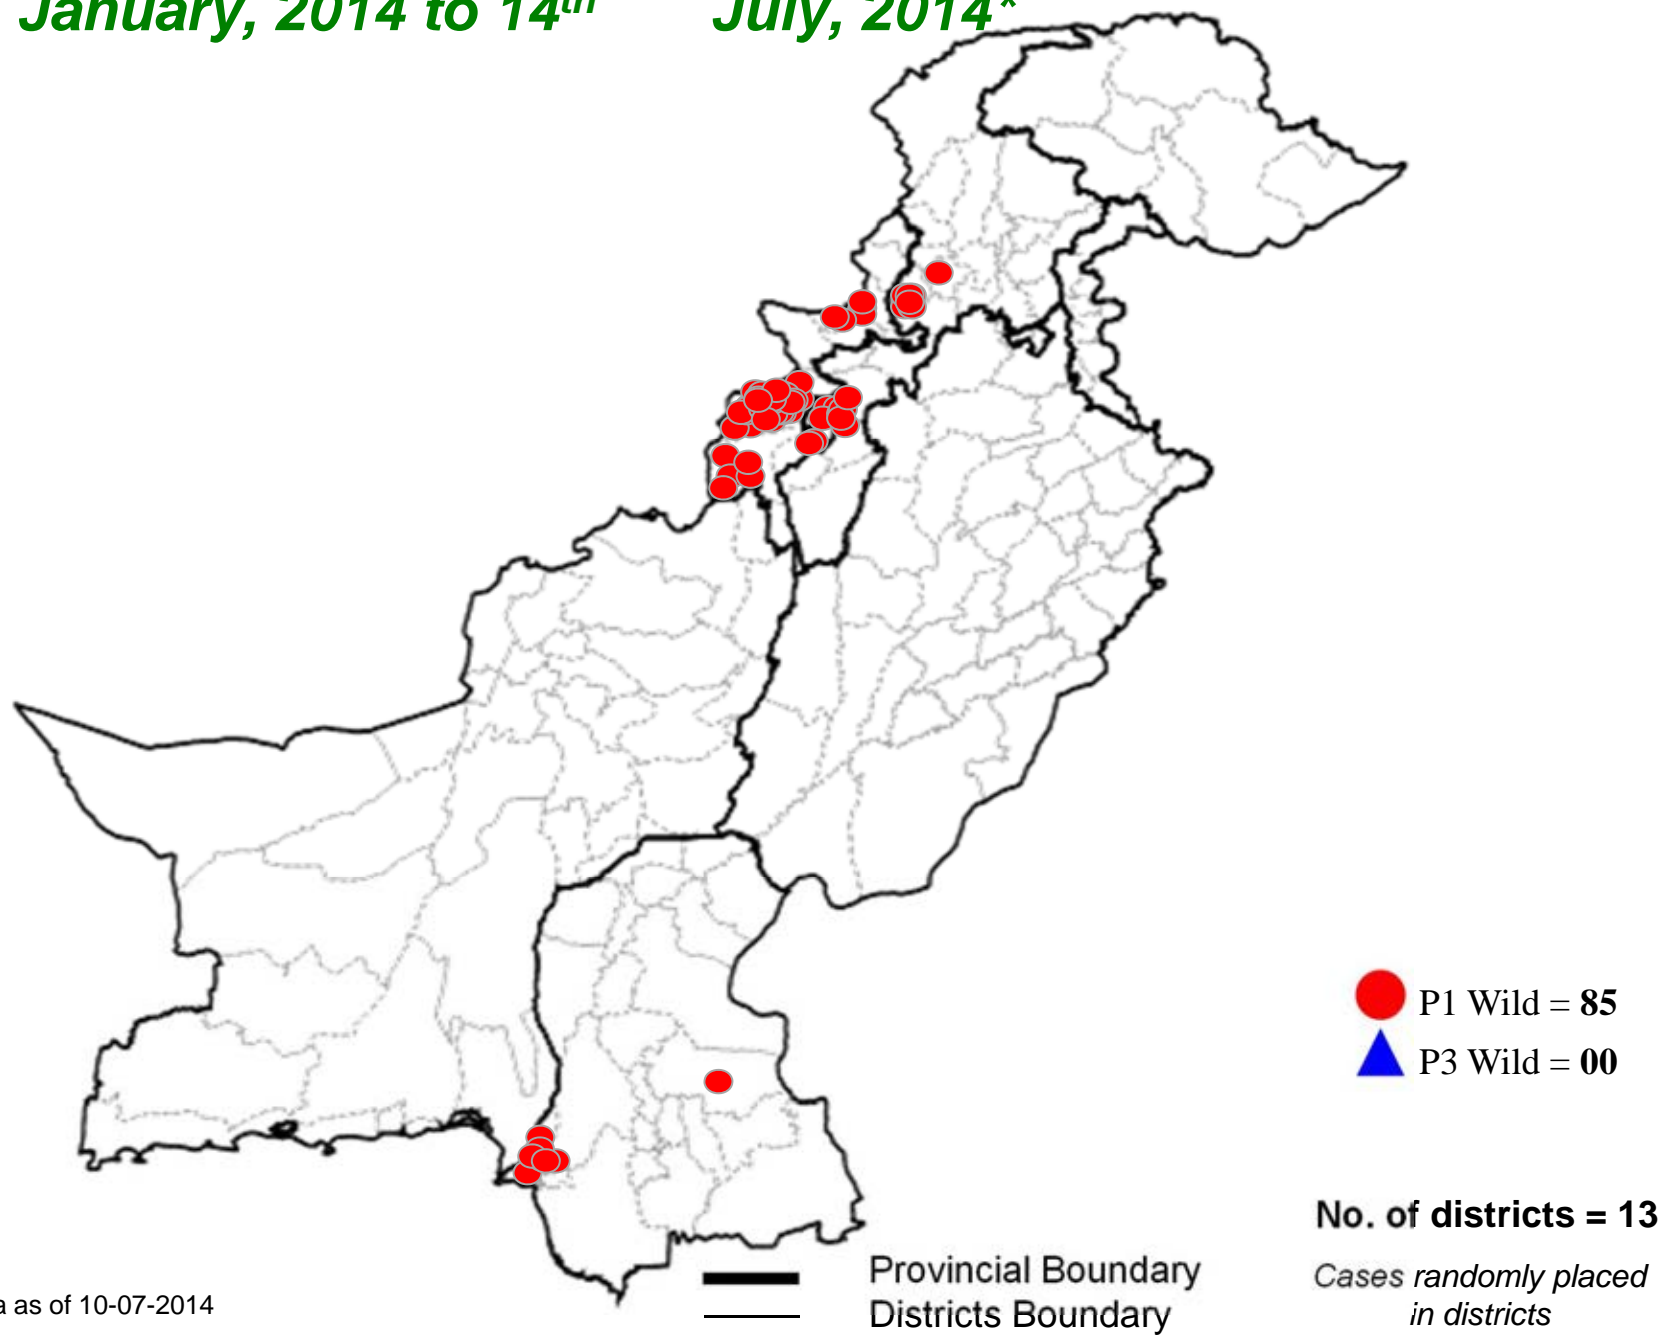 January, 2014 to 14th July, 2014*
P1 Wild = 85
P3 Wild = 00
No. of districts = 13
Cases randomly placed
in districts
Provincial Boundary
Districts Boundary
a as of 10-07-2014